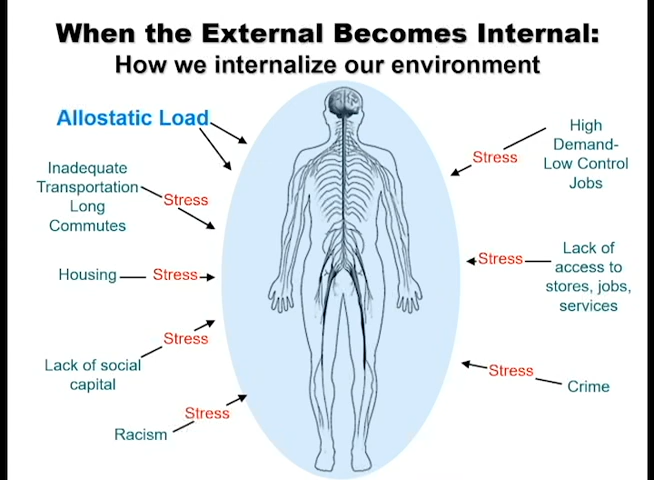 When the External Becomes Internal:
How we internalize our environment
Allostatic Load
Inadequate
Transportation
Long
Commutes
Stress
Housing
Stress
Lack of social
capital
Stress
Racism
Stress
High
Demand-
Low Control
Jobs
Stress
Lack of
access to
stores, jobs,
services
Stress
Crime
Stress